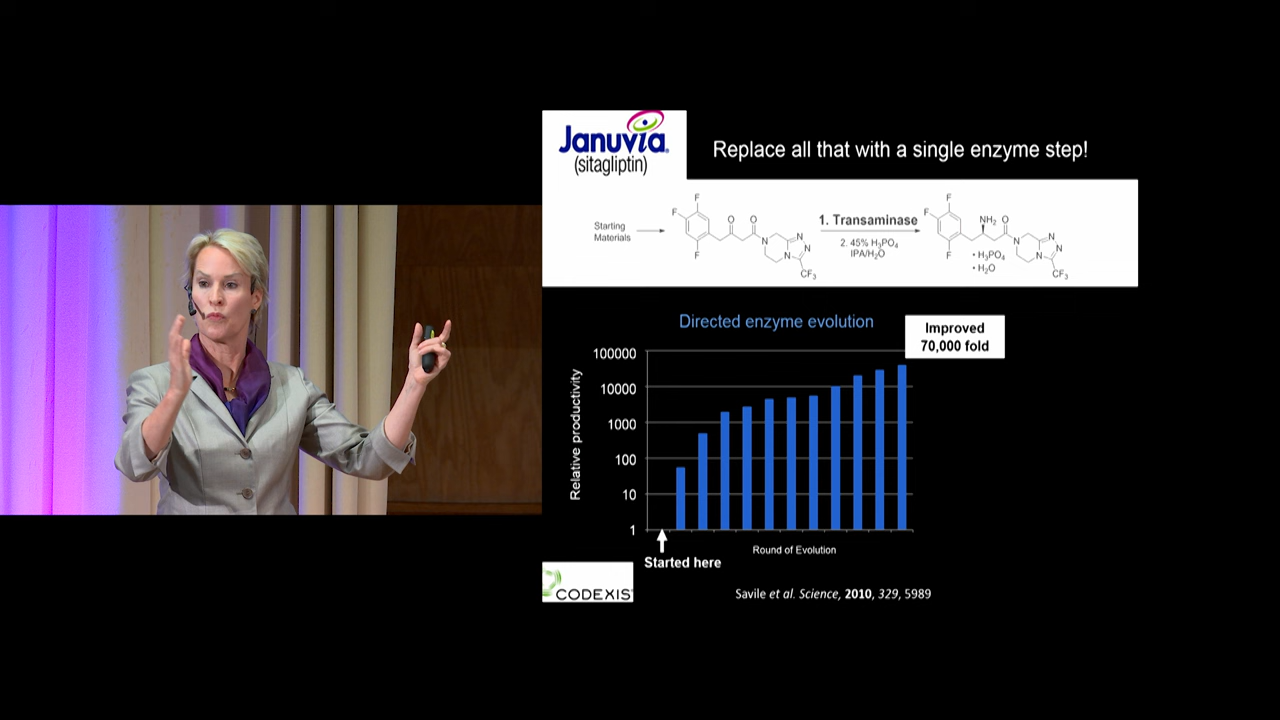 Januvia®
(sitagliptin)
Replace all that with a single enzyme step!
Starting
Materials
F
F
F
O
O
N
N
N
N
CF₃
1. Transaminase
2. 45% H₃PO₄
IPA/H₂O
F
F
F
NH₂
O
N
N
N
N
CF₃
• H₃PO₄
• H₂O
Directed enzyme evolution
Improved
70,000 fold
Relative productivity
100000
10000
1000
100
10
1
Started here
Round of Evolution
CODEXIS
Savile et al. Science, 2010, 329, 5989